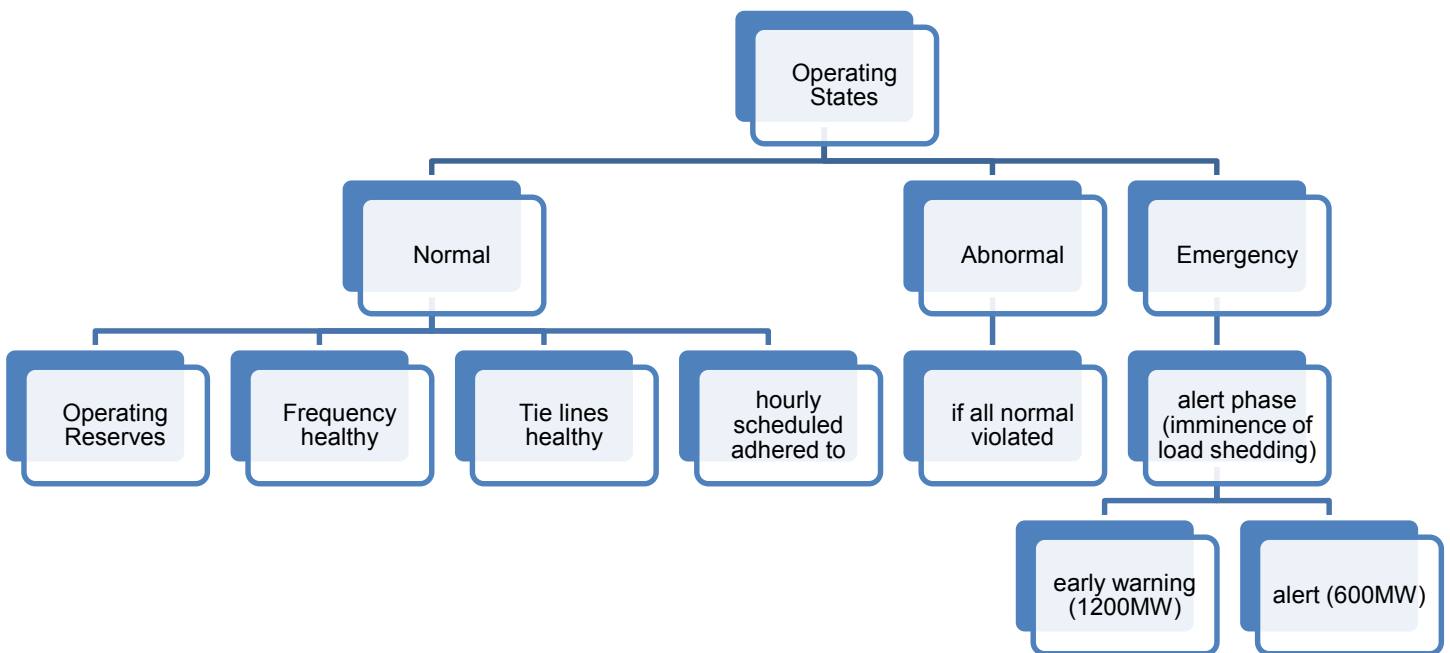 Operating
States
Normal
Abnormal
Emergency
Operating
Reserves
Frequency
healthy
Tie lines
healthy
hourly
scheduled
adhered to
if all normal
violated
alert phase
(imminence of
load shedding)
early warning
(1200MW)
alert (600MW)